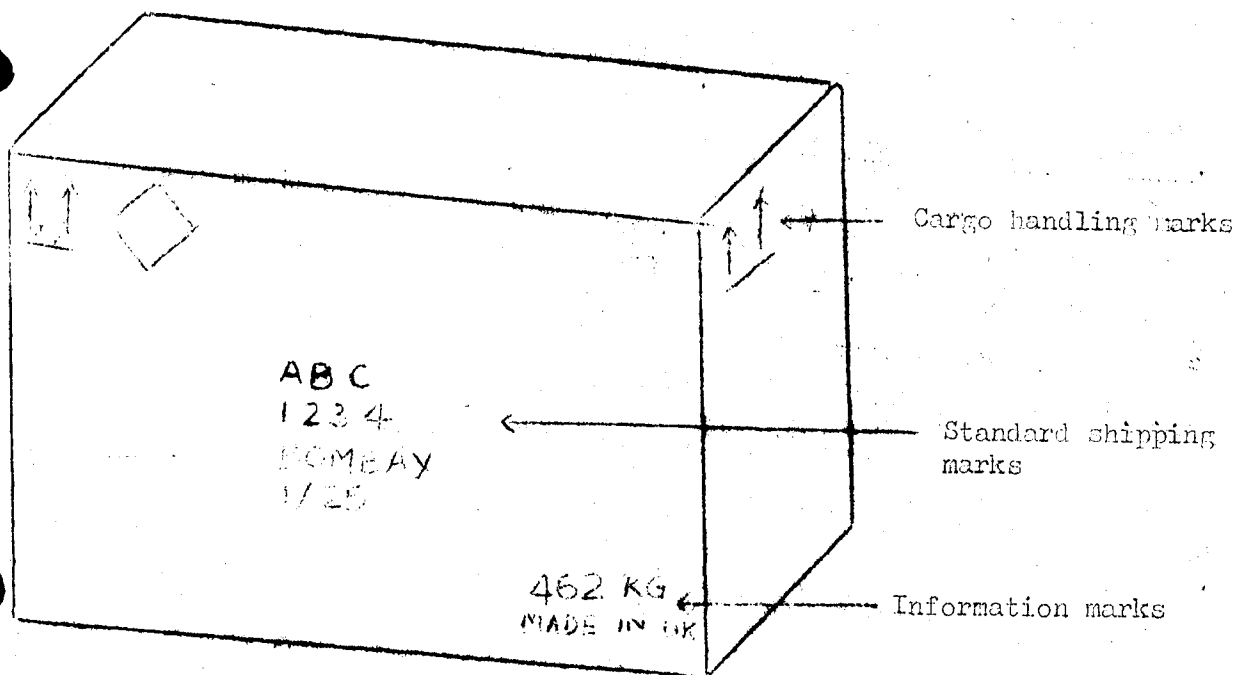 Cargo handling marks
ABC
1234
BOMBAY
1/25
Standard shipping
marks
462 KG
MADE IN UK
Information marks